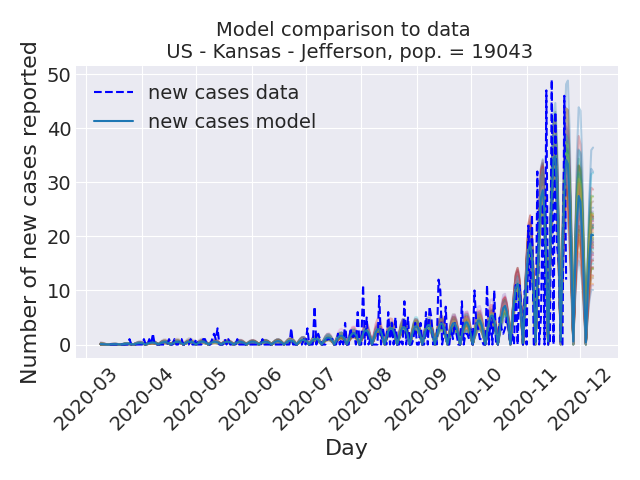 Model comparison to data
US - Kansas - Jefferson, pop. = 19043
new cases data
new cases model
Number of new cases reported
50
40
30
20
10
0
2020-03
2020-04
2020-05
2020-06
2020-07
2020-08
2020-09
2020-10
2020-11
2020-12
Day